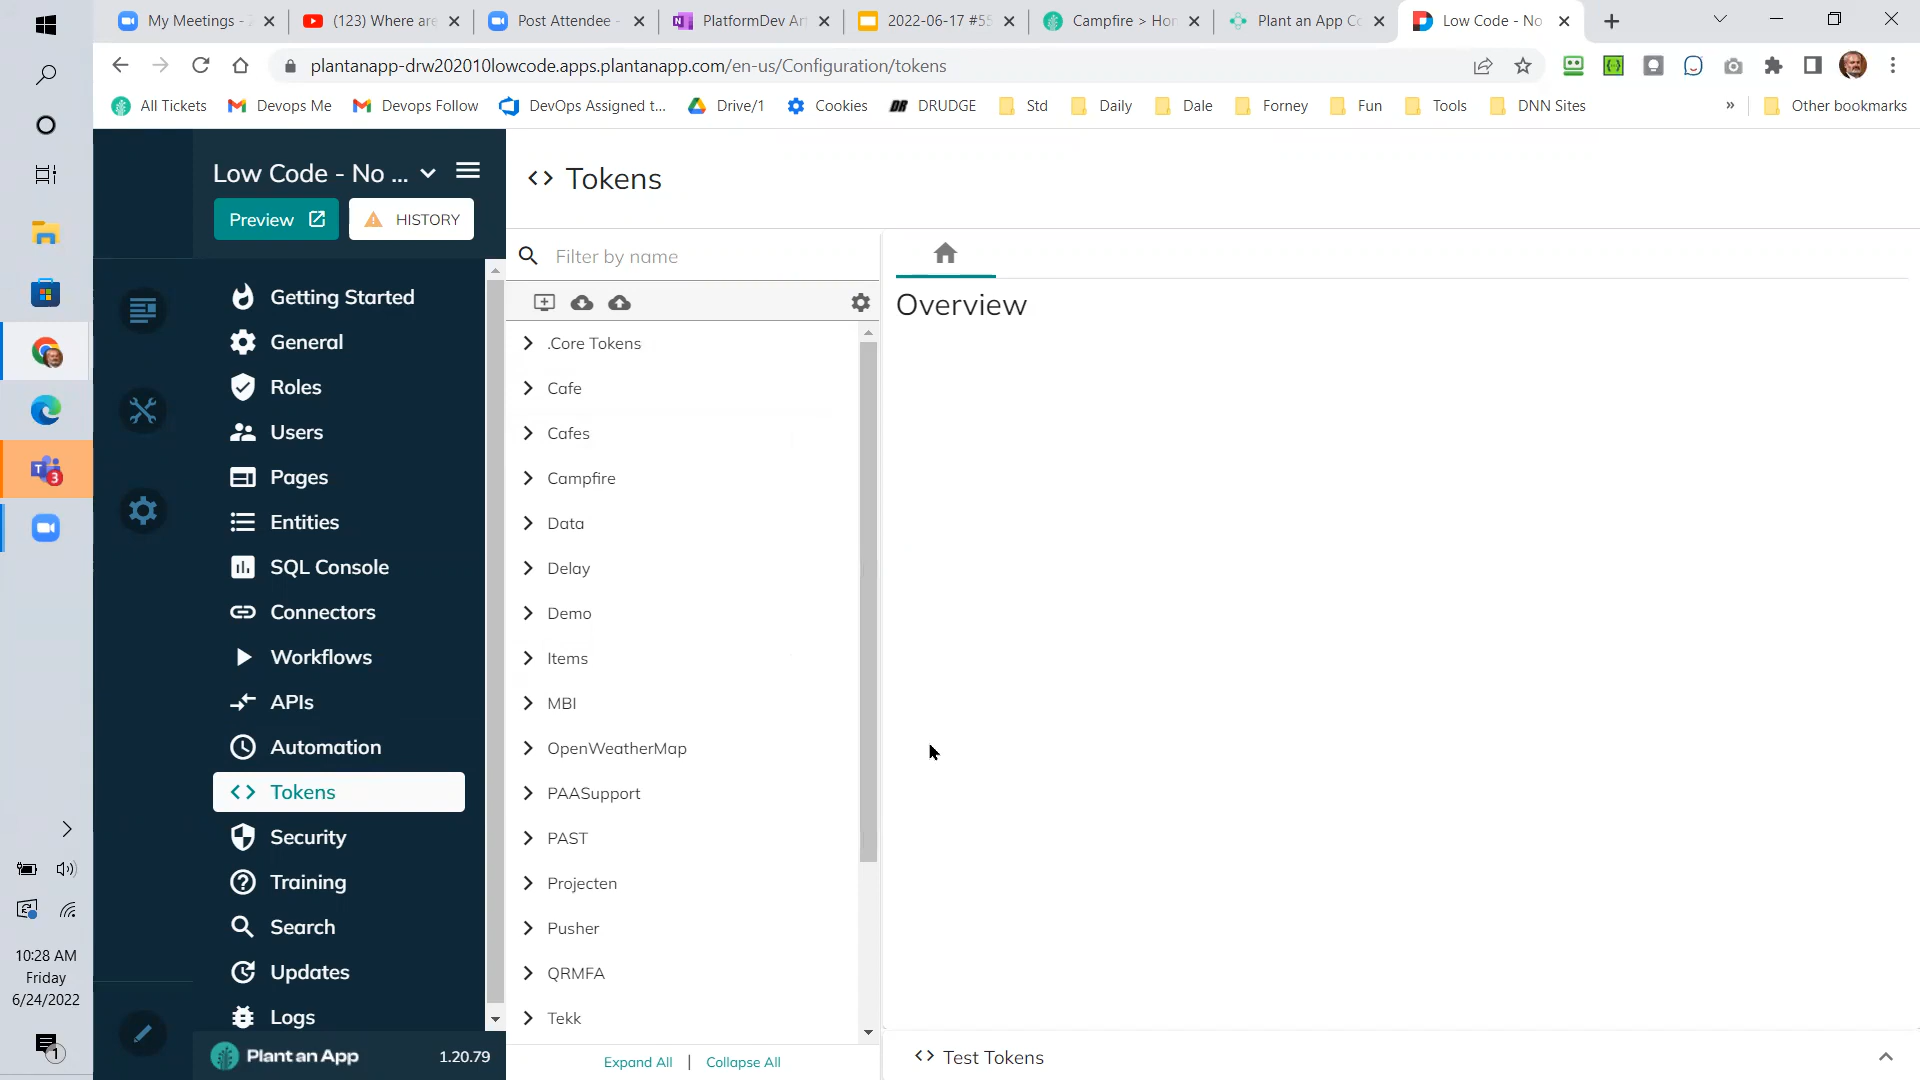 My Meetings - Z
(123) Where are
Post Attendee -
PlatformDev Ar
2022-06-17 #55
Campfire > Hor
Plant an App Co
Low Code - No
plantanapp-drw202010lowcode.apps.plantanapp.com/en-us/Configuration/tokens
All Tickets
Devops Me
Devops Follow
DevOps Assigned t...
Drive/1
Cookies
DRUDGE
Std
Daily
Dale
Forney
Fun
Tools
DNN Sites
»
Other bookmarks
Low Code - No ...
Preview
HISTORY
Getting Started
General
Roles
Users
Pages
Entities
SQL Console
Connectors
Workflows
APIs
Automation
Tokens
Security
Training
Search
Updates
Logs
Plant an App
1.20.79
<> Tokens
Filter by name
.Core Tokens
Cafe
Cafes
Campfire
Data
Delay
Demo
Items
MBI
OpenWeatherMap
PAASupport
PAST
Projecten
Pusher
QRMFA
Tekk
Expand All | Collapse All
Overview
<> Test Tokens
3
10:28 AM
Friday
6/24/2022
1